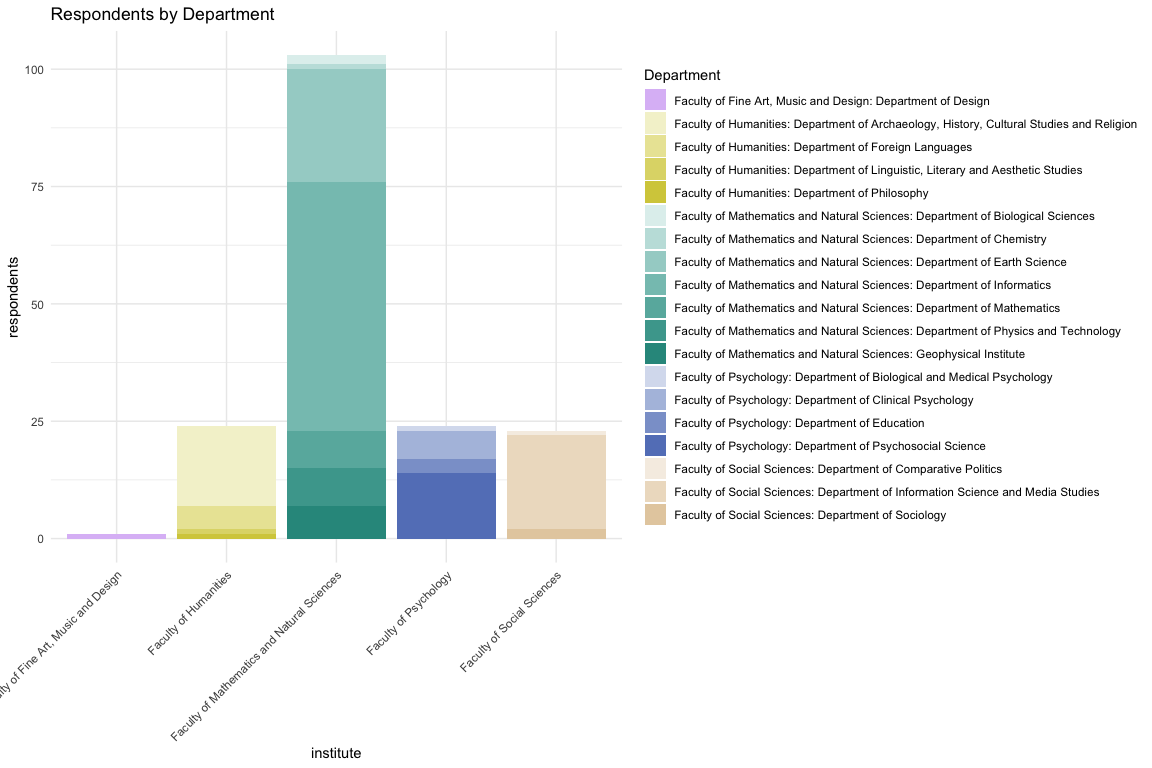 Respondents by Department
respondents
100
75
50
25
0
of Fine Art, Music and Design
Faculty of Humanities
Faculty of Mathematics and Natural Sciences
Faculty of Psychology
Faculty of Social Sciences
institute
Department
Faculty of Fine Art, Music and Design: Department of Design
Faculty of Humanities: Department of Archaeology, History, Cultural Studies and Religion
Faculty of Humanities: Department of Foreign Languages
Faculty of Humanities: Department of Linguistic, Literary and Aesthetic Studies
Faculty of Humanities: Department of Philosophy
Faculty of Mathematics and Natural Sciences: Department of Biological Sciences
Faculty of Mathematics and Natural Sciences: Department of Chemistry
Faculty of Mathematics and Natural Sciences: Department of Earth Science
Faculty of Mathematics and Natural Sciences: Department of Informatics
Faculty of Mathematics and Natural Sciences: Department of Mathematics
Faculty of Mathematics and Natural Sciences: Department of Physics and Technology
Faculty of Mathematics and Natural Sciences: Geophysical Institute
Faculty of Psychology: Department of Biological and Medical Psychology
Faculty of Psychology: Department of Clinical Psychology
Faculty of Psychology: Department of Education
Faculty of Psychology: Department of Psychosocial Science
Faculty of Social Sciences: Department of Comparative Politics
Faculty of Social Sciences: Department of Information Science and Media Studies
Faculty of Social Sciences: Department of Sociology